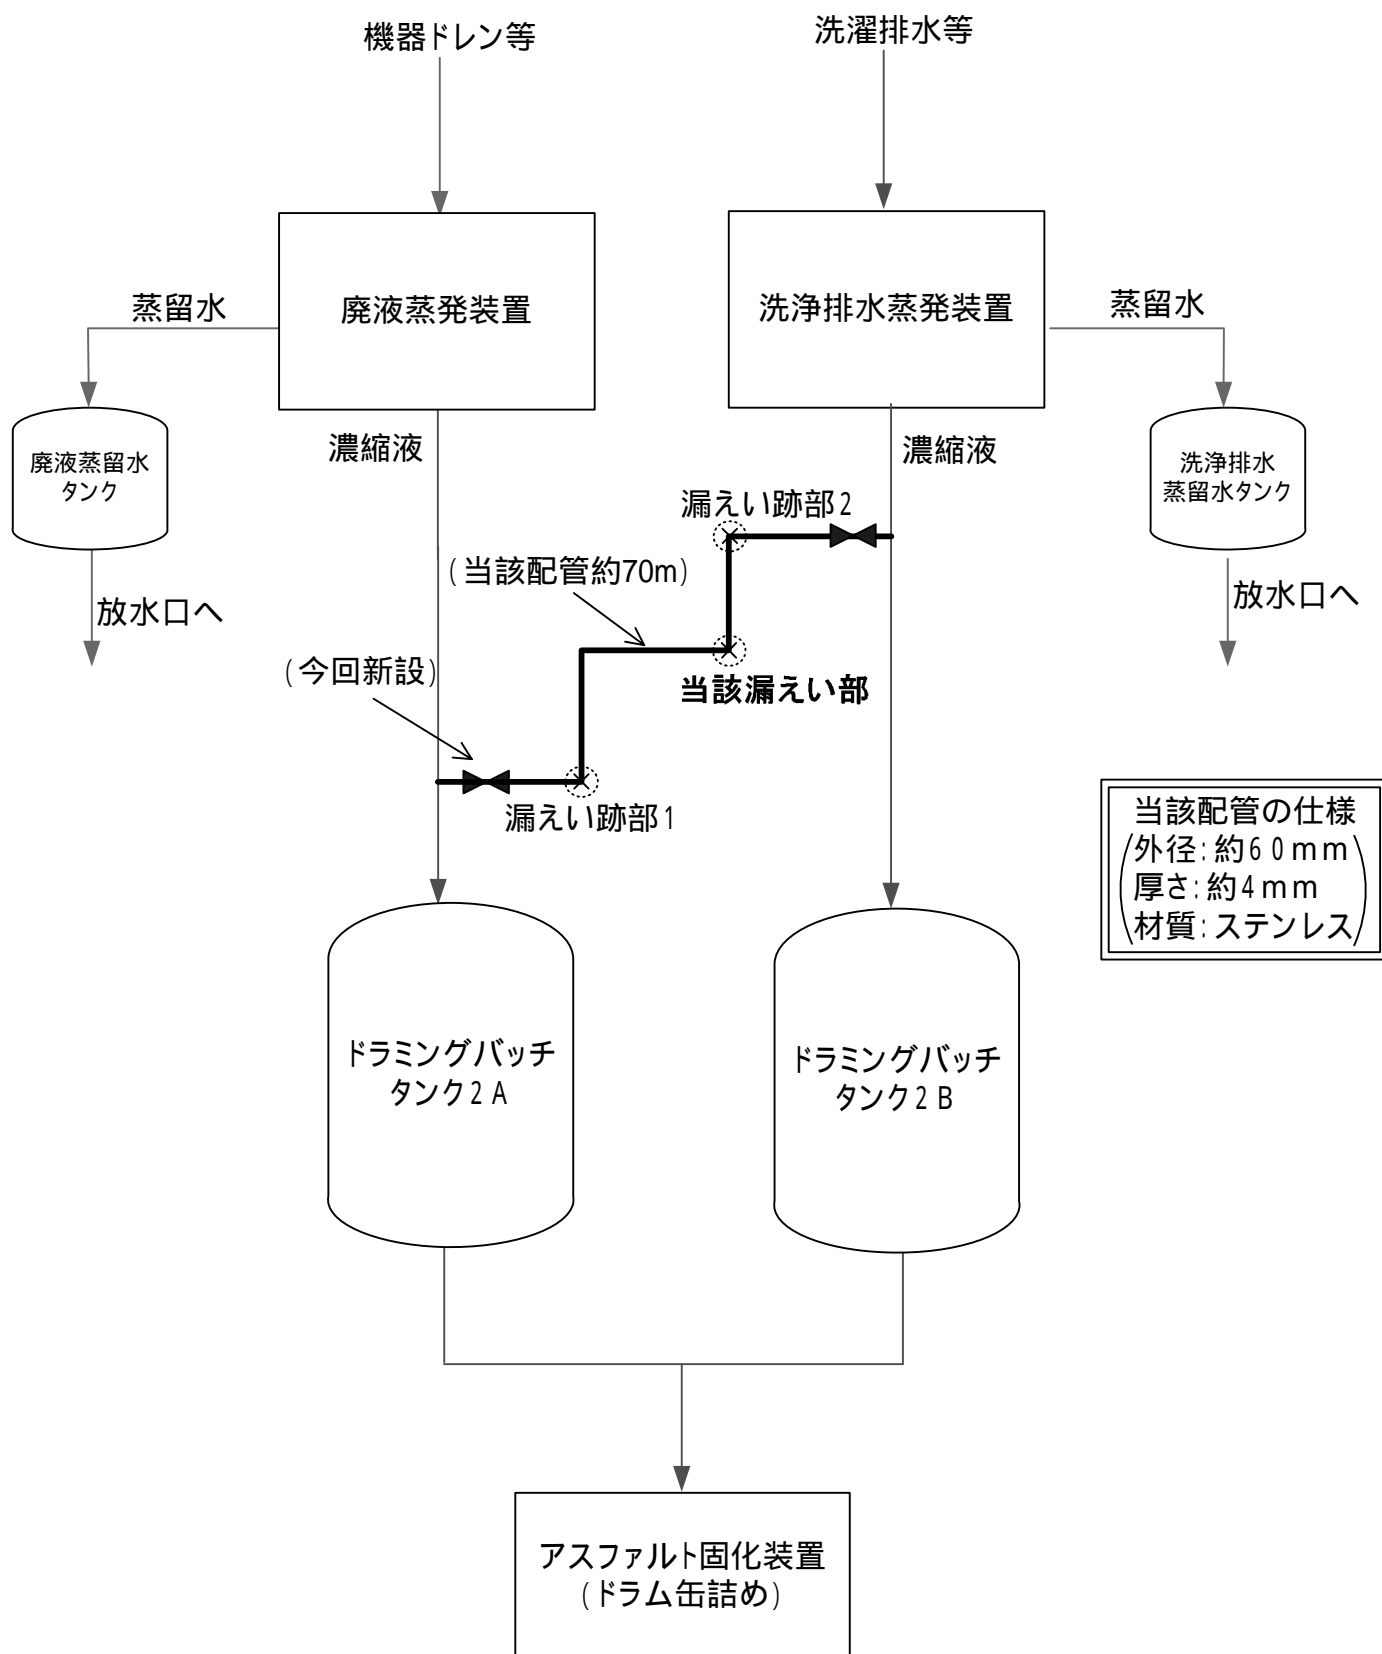 機器ドレン等
洗濯排水等
廃液蒸発装置
洗浄排水蒸発装置
蒸留水
蒸留水
廃液蒸留水
タンク
濃縮液
濃縮液
洗浄排水
蒸留水タンク
漏えい跡部2
(当該配管約70m)
放水口へ
放水口へ
(今回新設)
当該漏えい部
漏えい跡部1
当該配管の仕様
外径:約60mm
厚さ:約4mm
材質:ステンレス
ドラミングバッチ
タンク2A
ドラミングバッチ
タンク2B
アスファルト固化装置
(ドラム缶詰め)